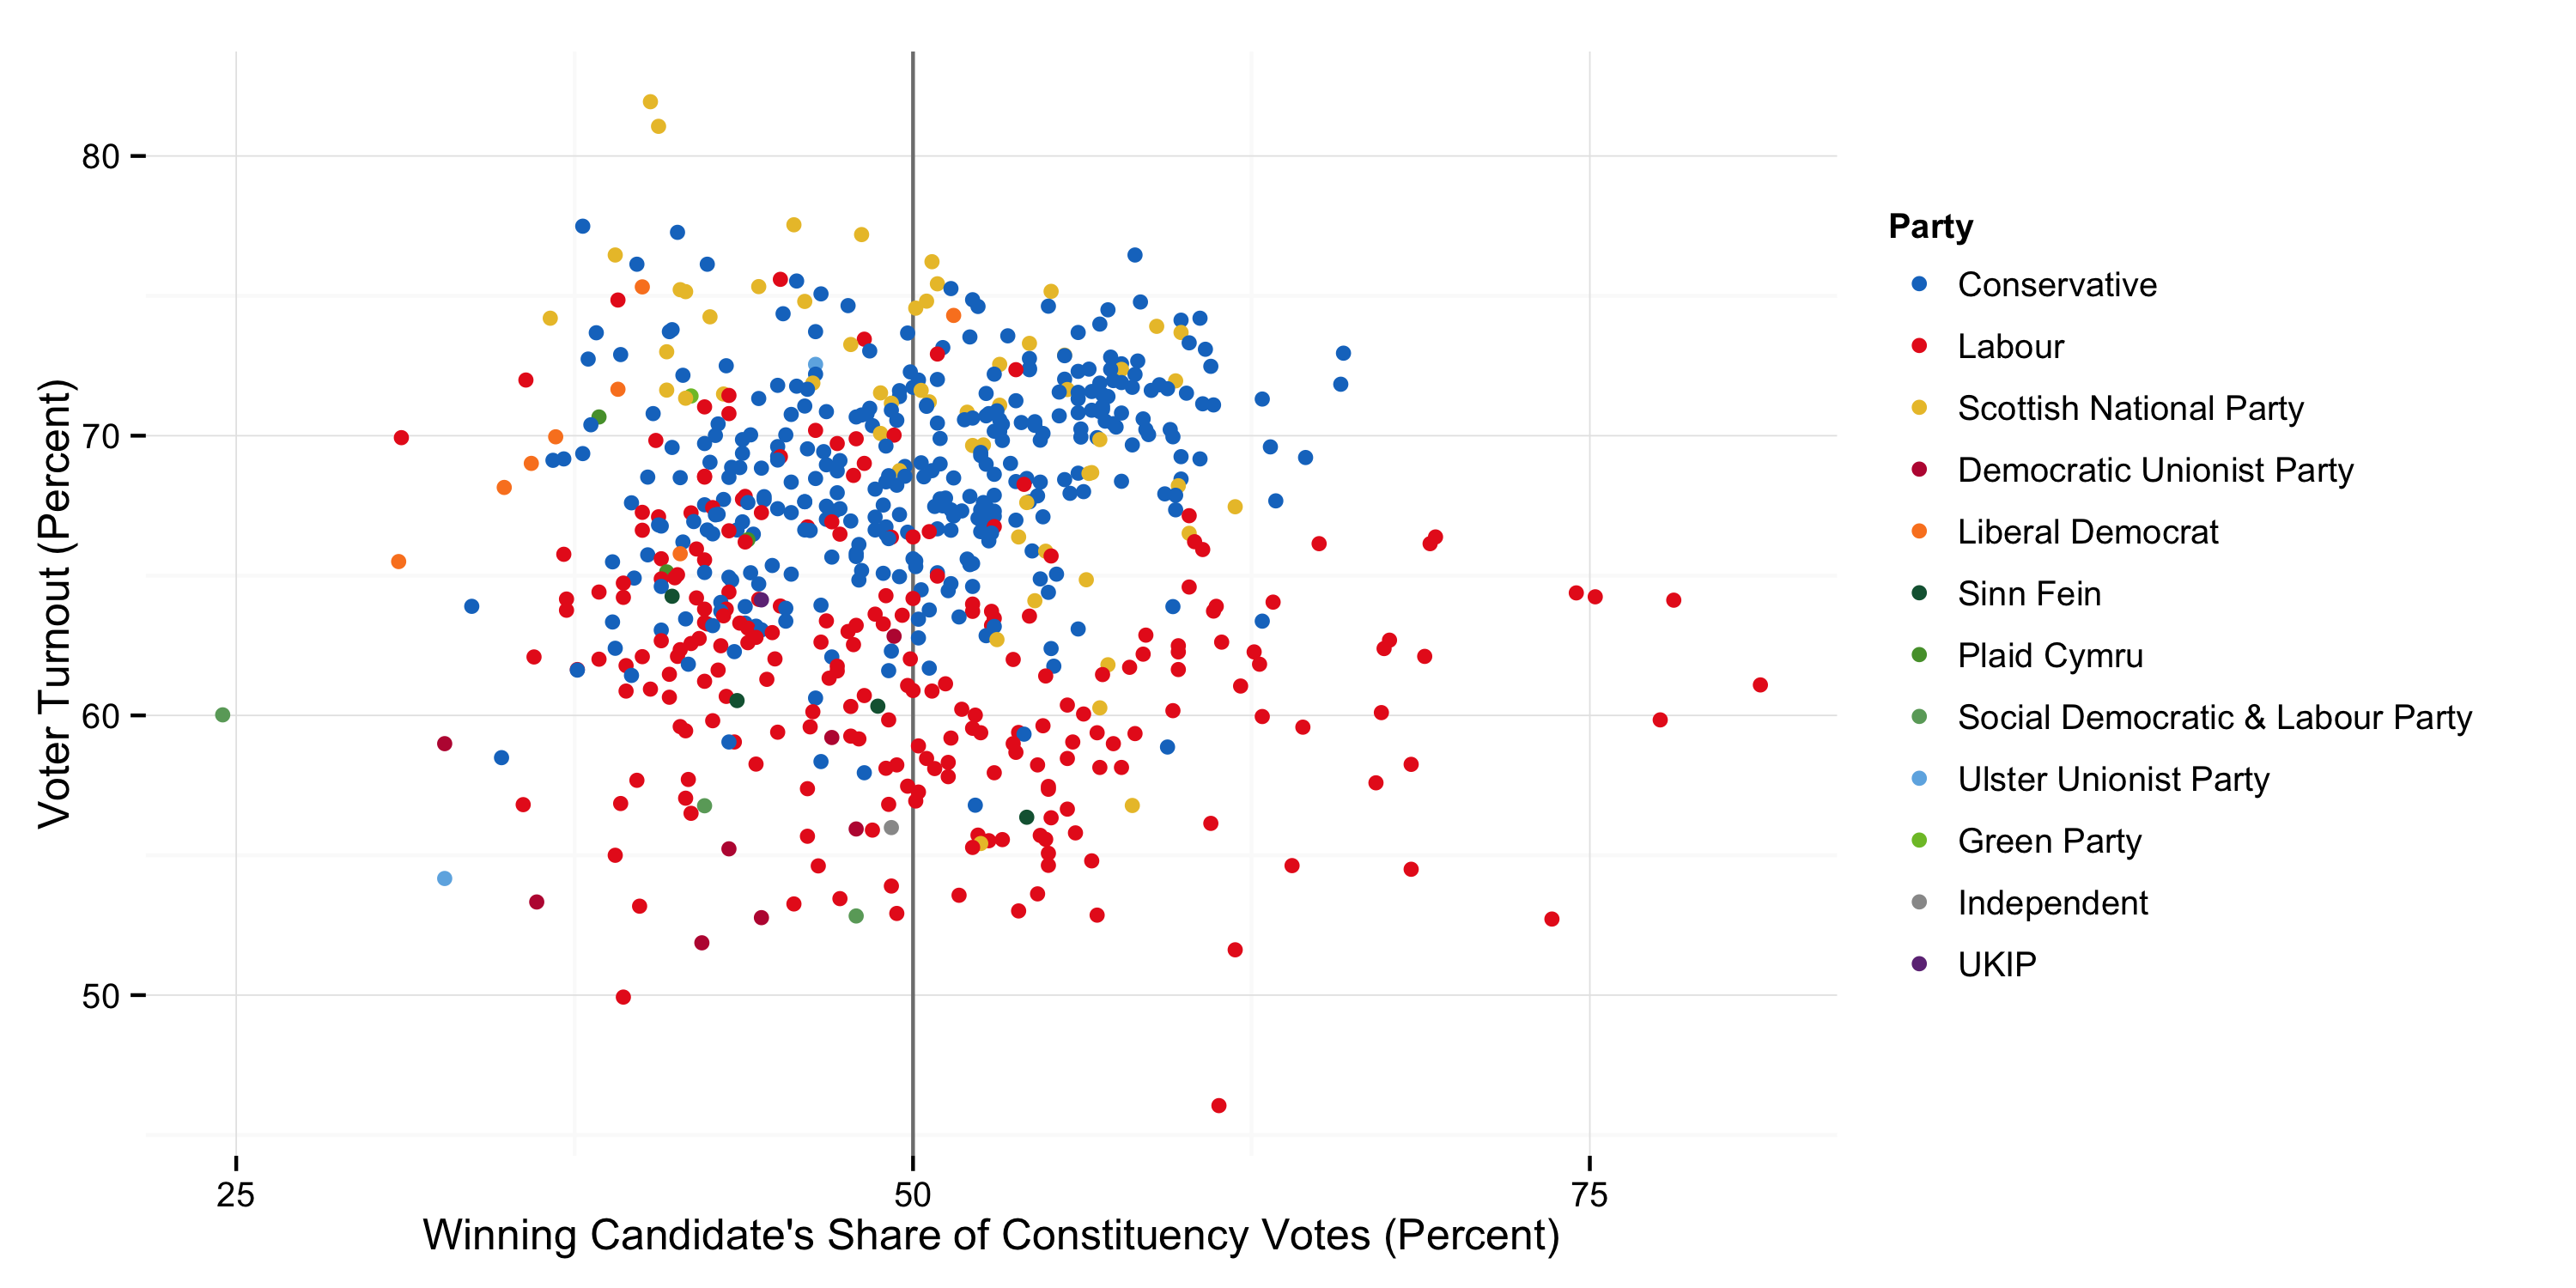 80
70
60
50
Voter Turnout (Percent)
25
50
75
Winning Candidate's Share of Constituency Votes (Percent)
Party
Conservative
Labour
Scottish National Party
Democratic Unionist Party
Liberal Democrat
Sinn Fein
Plaid Cymru
Social Democratic & Labour Party
Ulster Unionist Party
Green Party
Independent
UKIP